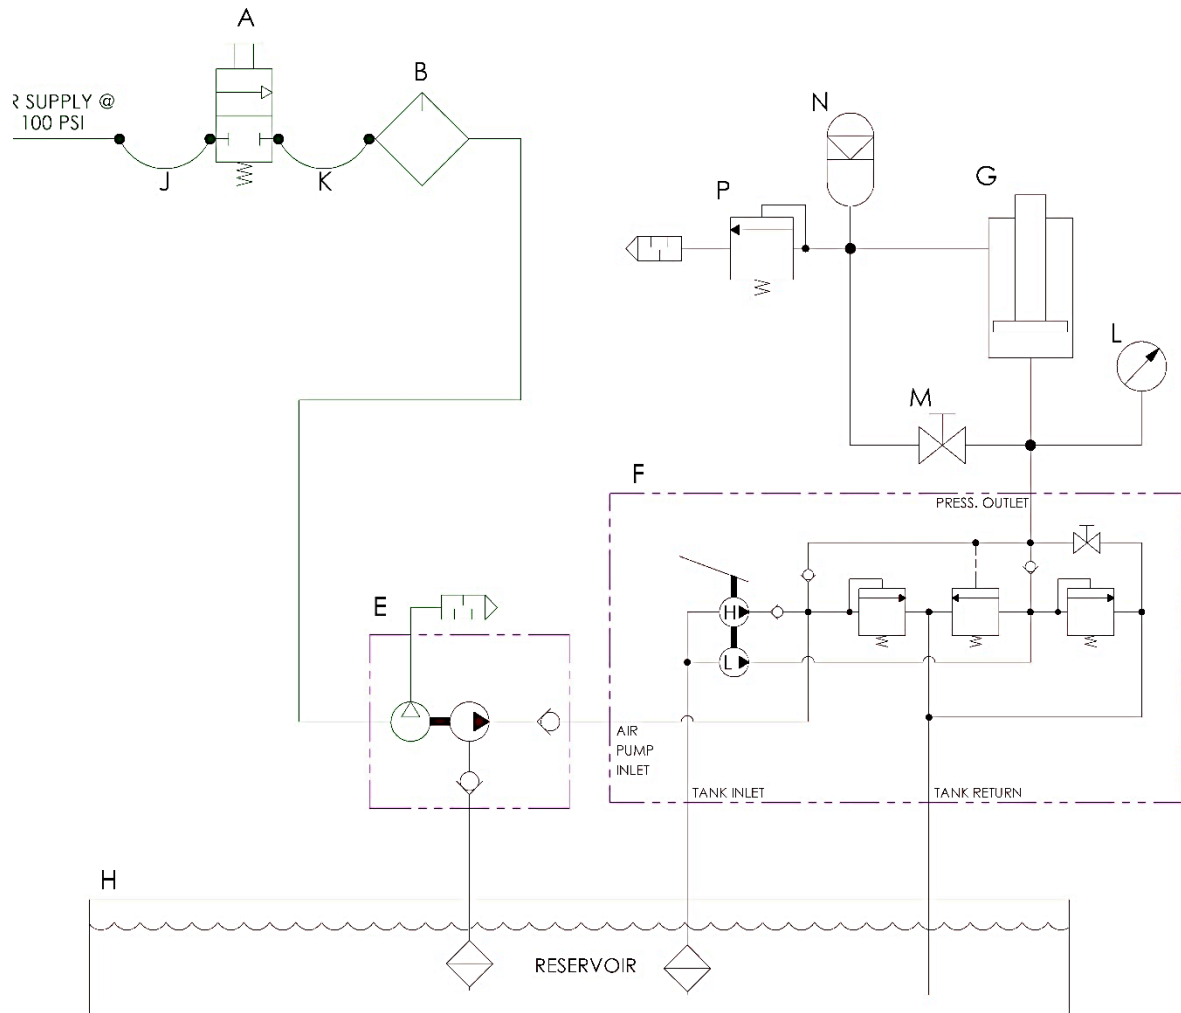 A
B
R SUPPLY @
100 PSI
J
K
N
P
G
L
M
F
PRESS. OUTLET
E
H
L
AIR
PUMP
INLET
TANK INLET
TANK RETURN
H
RESERVOIR